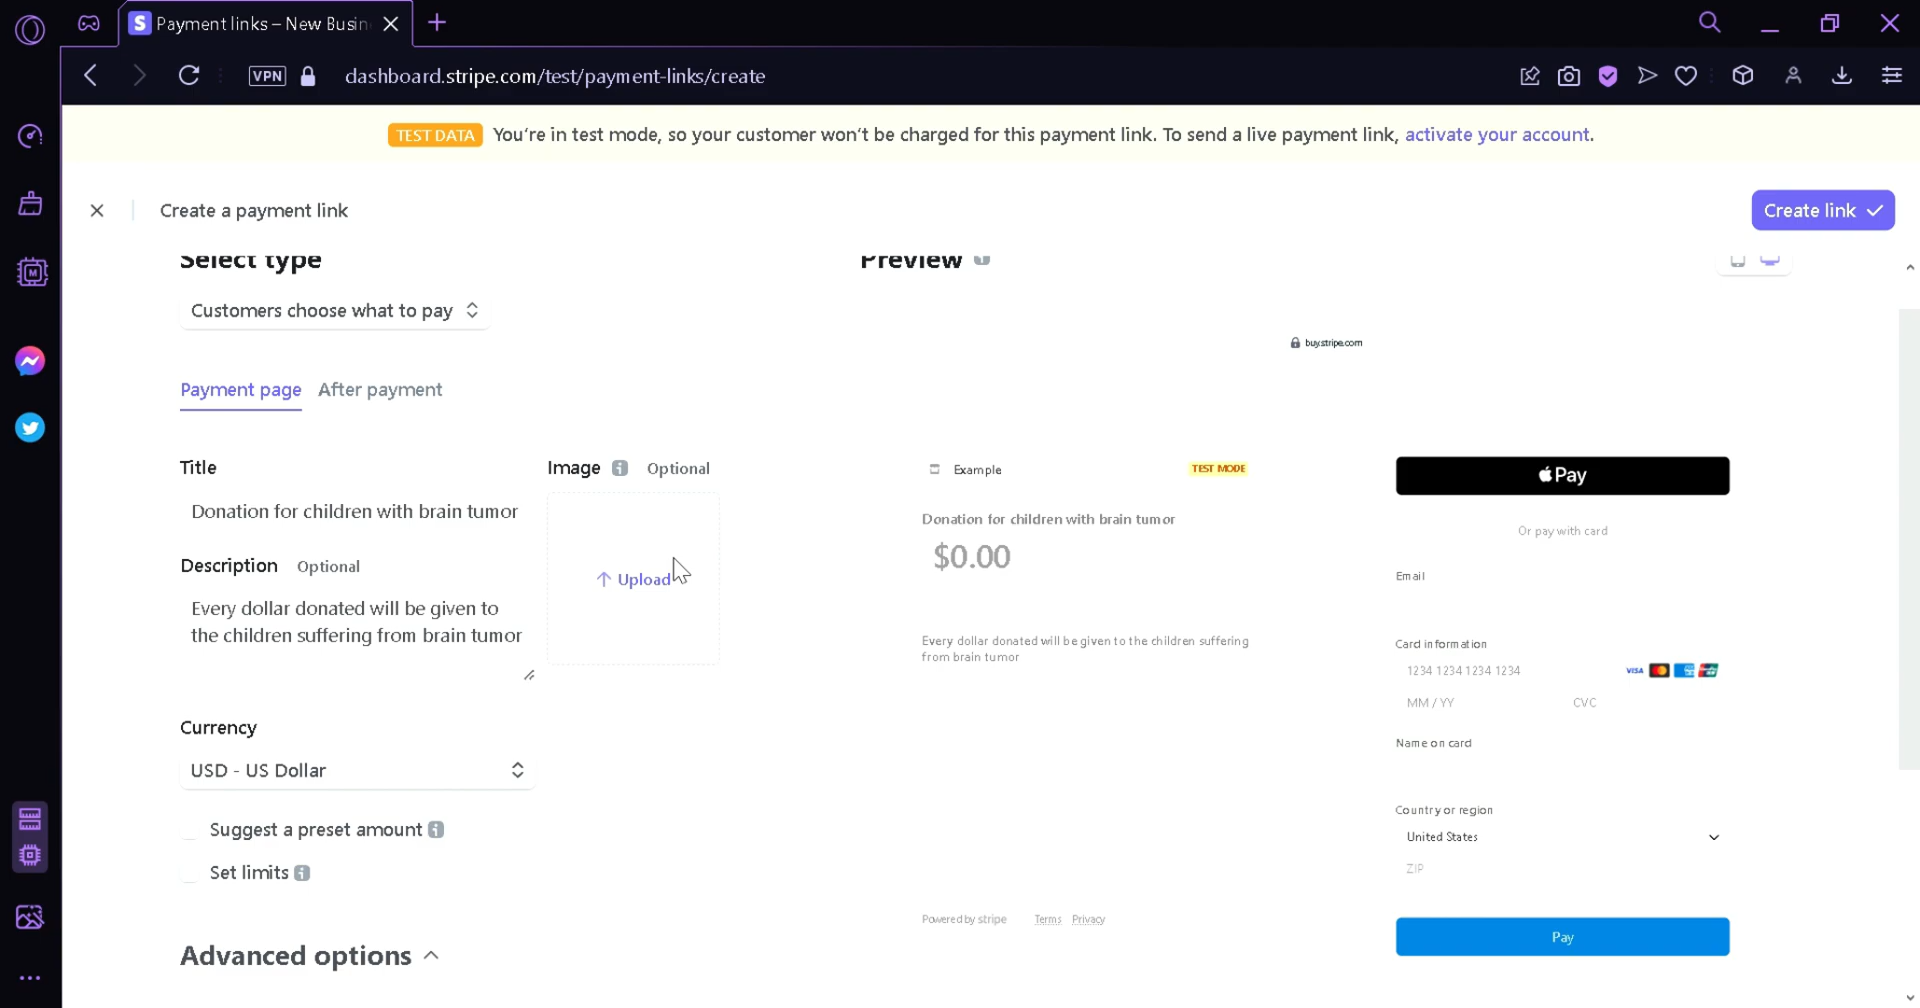 Payment links – New Busin
VPN
dashboard.stripe.com/test/payment-links/create
TEST DATA You're in test mode, so your customer won't be charged for this payment link. To send a live payment link, activate your account.
Create a payment link
Create link
Select type
Preview
Customers choose what to pay
buy.stripe.com
Payment page After payment
Title
Image Optional
Donation for children with brain tumor
Upload
Description Optional
Every dollar donated will be given to
the children suffering from brain tumor
Currency
USD - US Dollar
Suggest a preset amount
Set limits
Advanced options
Example
TEST MODE
Donation for children with brain tumor
$0.00
Every dollar donated will be given to the children suffering
from brain tumor
Powered by stripe Terms Privacy
Pay
Or pay with card
Email
Card information
1234 1234 1234 1234
VISA
MM / YY CVC
Name on card
Country or region
United States
ZIP
Pay